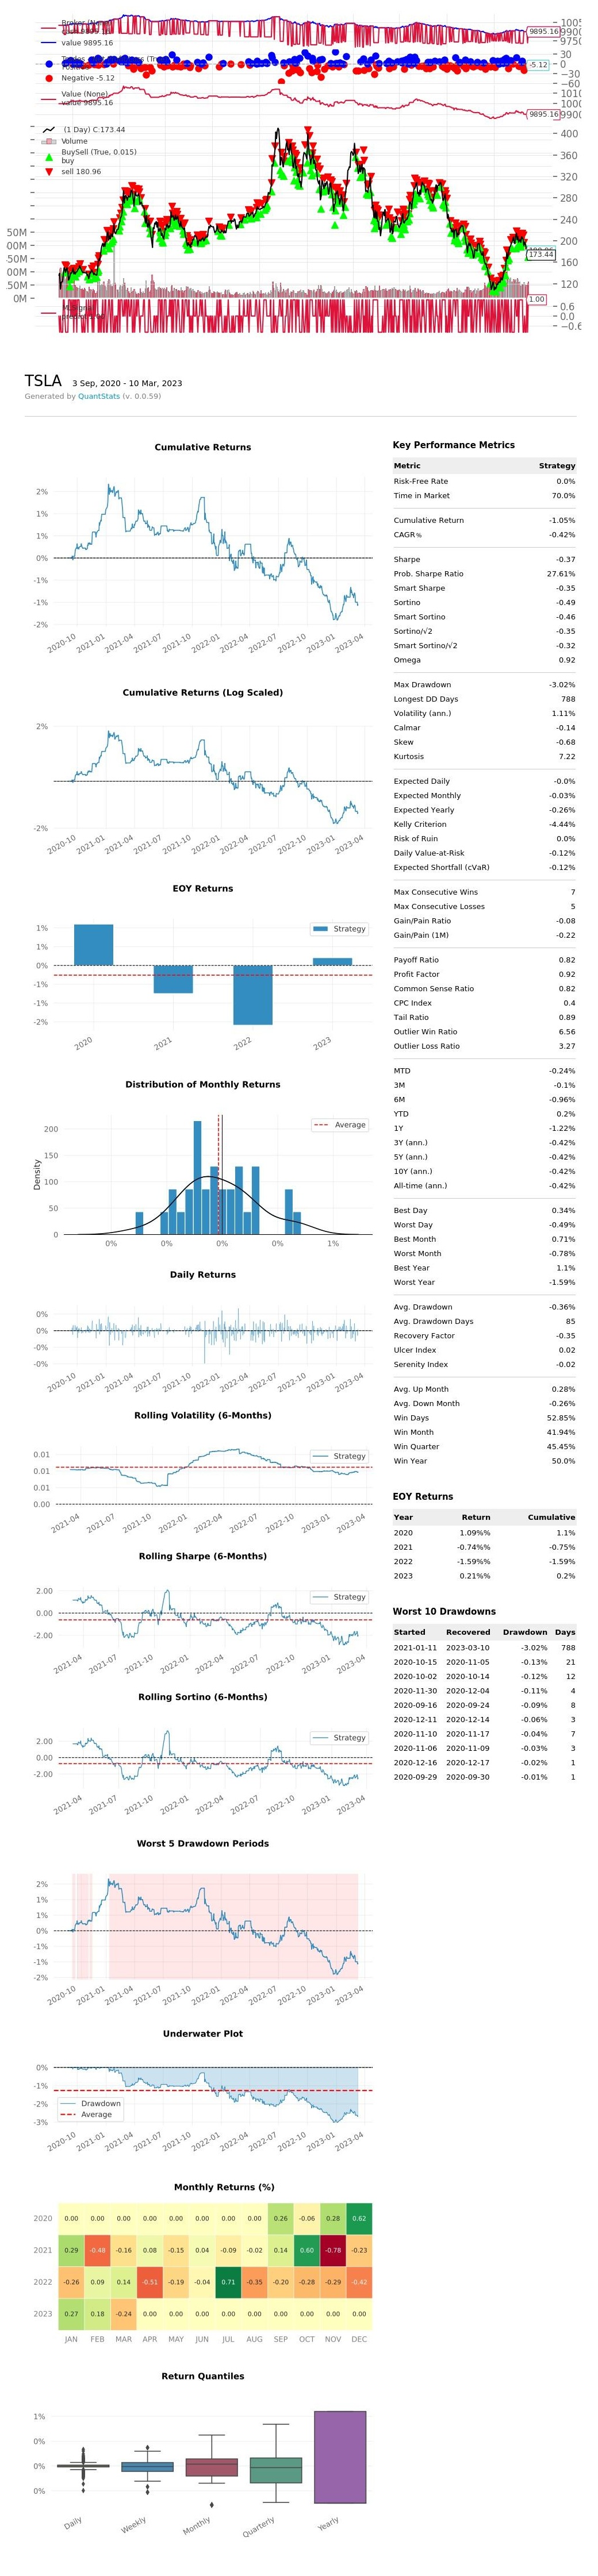 Broker (None)
value 9895.16
Negative -5.12
Value (None)
value 9895.16
(1 Day) C:173.44
Volume
BuySell (True, 0.015)
buy
sell 180.96
9895.16
-5.12
9895.16
173.44
1.00
30
0
−30
−60
400
360
320
280
240
200
160
120
0.6
0.0
50M
00M
50M
00M
50M
0M
TSLA 3 Sep, 2020 - 10 Mar, 2023
Generated by QuantStats (v. 0.0.59)
Cumulative Returns
2%
1%
1%
0%
-1%
-1%
-2%
2020-10 2021-01 2021-04 2021-07 2021-10 2022-01 2022-04 2022-07 2022-10 2023-01 2023-04
Cumulative Returns (Log Scaled)
2%
-2%
2020-10 2021-01 2021-04 2021-07 2021-10 2022-01 2022-04 2022-07 2022-10 2023-01 2023-04
EOY Returns
Strategy
1%
1%
0%
-1%
-1%
-2%
2020 2021 2022 2023
Distribution of Monthly Returns
Average
Density
200
150
100
50
0
0% 0% 0% 0% 1%
Daily Returns
0%
0%
-0%
-0%
2020-10 2021-01 2021-04 2021-07 2021-10 2022-01 2022-04 2022-07 2022-10 2023-01 2023-04
Rolling Volatility (6-Months)
Strategy
0.01
0.01
0.01
0.00
2021-04 2021-07 2021-10 2022-01 2022-04 2022-07 2022-10 2023-01 2023-04
Rolling Sharpe (6-Months)
Strategy
2.00
0.00
-2.00
2021-04 2021-07 2021-10 2022-01 2022-04 2022-07 2022-10 2023-01 2023-04
Rolling Sortino (6-Months)
Strategy
2.00
0.00
-2.00
2021-04 2021-07 2021-10 2022-01 2022-04 2022-07 2022-10 2023-01 2023-04
Worst 5 Drawdown Periods
2%
1%
1%
0%
-1%
-1%
-2%
2020-10 2021-01 2021-04 2021-07 2021-10 2022-01 2022-04 2022-07 2022-10 2023-01 2023-04
Underwater Plot
0%
-1%
-2%
-3%
Drawdown
Average
2020-10 2021-01 2021-04 2021-07 2021-10 2022-01 2022-04 2022-07 2022-10 2023-01 2023-04
Monthly Returns (%)
2020 0.00 0.00 0.00 0.00 0.00 0.00 0.00 0.00 0.26 -0.06 0.28 0.62
2021 0.29 -0.48 -0.16 0.08 -0.15 0.04 -0.09 -0.02 0.14 0.60 -0.78 -0.23
2022 -0.26 0.09 0.14 -0.51 -0.19 -0.04 0.71 -0.35 -0.20 -0.28 -0.29 -0.42
2023 0.27 0.18 -0.24 0.00 0.00 0.00 0.00 0.00 0.00 0.00 0.00 0.00
JAN FEB MAR APR MAY JUN JUL AUG SEP OCT NOV DEC
Return Quantiles
1%
0%
0%
0%
Daily Weekly Monthly Quarterly Yearly
Key Performance Metrics
Metric Strategy
Risk-Free Rate 0.0%
Time in Market 70.0%
Cumulative Return -1.05%
CAGR﹪ -0.42%
Sharpe -0.37
Prob. Sharpe Ratio 27.61%
Smart Sharpe -0.35
Sortino -0.49
Smart Sortino -0.46
Sortino/√2 -0.35
Smart Sortino/√2 -0.32
Omega 0.92
Max Drawdown -3.02%
Longest DD Days 788
Volatility (ann.) 1.11%
Calmar -0.14
Skew -0.68
Kurtosis 7.22
Expected Daily -0.0%
Expected Monthly -0.03%
Expected Yearly -0.26%
Kelly Criterion -4.44%
Risk of Ruin 0.0%
Daily Value-at-Risk -0.12%
Expected Shortfall (cVaR) -0.12%
Max Consecutive Wins 7
Max Consecutive Losses 5
Gain/Pain Ratio -0.08
Gain/Pain (1M) -0.22
Payoff Ratio 0.82
Profit Factor 0.92
Common Sense Ratio 0.82
CPC Index 0.4
Tail Ratio 0.89
Outlier Win Ratio 6.56
Outlier Loss Ratio 3.27
MTD -0.24%
3M -0.1%
6M -0.96%
YTD 0.2%
1Y -1.22%
3Y (ann.) -0.42%
5Y (ann.) -0.42%
10Y (ann.) -0.42%
All-time (ann.) -0.42%
Best Day 0.34%
Worst Day -0.49%
Best Month 0.71%
Worst Month -0.78%
Best Year 1.1%
Worst Year -1.59%
Avg. Drawdown -0.36%
Avg. Drawdown Days 85
Recovery Factor -0.35
Ulcer Index 0.02
Serenity Index -0.02
Avg. Up Month 0.28%
Avg. Down Month -0.26%
Win Days 52.85%
Win Month 41.94%
Win Quarter 45.45%
Win Year 50.0%
EOY Returns
Year Return Cumulative
2020 1.09%% 1.1%
2021 -0.74%% -0.75%
2022 -1.59%% -1.59%
2023 0.21%% 0.2%
Worst 10 Drawdowns
Started Recovered Drawdown Days
2021-01-11 2023-03-10 -3.02% 788
2020-10-15 2020-11-05 -0.13% 21
2020-10-02 2020-10-14 -0.12% 12
2020-11-30 2020-12-04 -0.11% 4
2020-09-16 2020-09-24 -0.09% 8
2020-12-11 2020-12-14 -0.06% 3
2020-11-10 2020-11-17 -0.04% 7
2020-11-06 2020-11-09 -0.03% 3
2020-12-16 2020-12-17 -0.02% 1
2020-09-29 2020-09-30 -0.01% 1